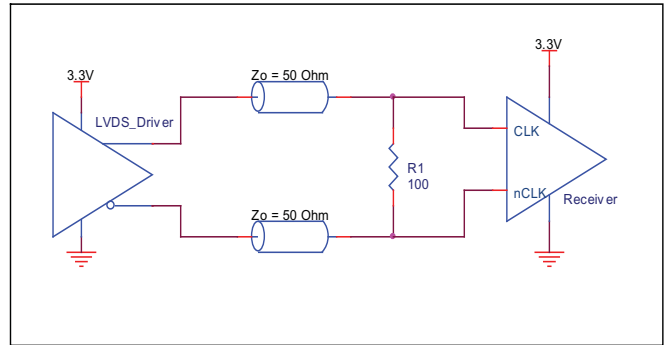 3.3V
LVDS_Driver
Zo = 50 Ohm
Zo = 50 Ohm
R1
100
3.3V
CLK
nCLK
Receiver